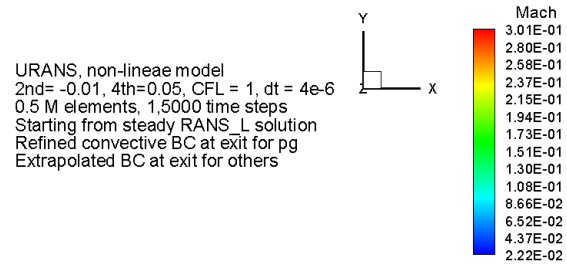 URANS, non-lineae model
2nd= -0.01, 4th=0.05, CFL = 1, dt = 4e-6
0.5 M elements, 1,5000 time steps
Starting from steady RANS_L solution
Refined convective BC at exit for pg
Extrapolated BC at exit for others
Y
Z
X
Mach
3.01E-01
2.80E-01
2.58E-01
2.37E-01
2.15E-01
1.94E-01
1.73E-01
1.51E-01
1.30E-01
1.08E-01
8.66E-02
6.52E-02
4.37E-02
2.22E-02